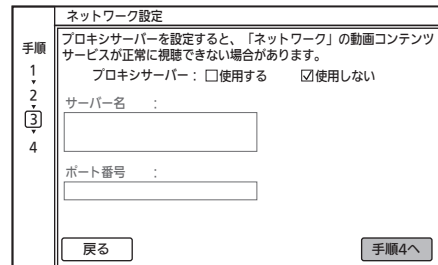 ネットワーク設定
手順
1
2
3
4
プロキシサーバーを設定すると、「ネットワーク」の動画コンテンツ
サービスが正常に視聴できない場合があります。
プロキシサーバー： □使用する ☑使用しない
サーバー名 ：
ポート番号 ：
戻る 手順4へ